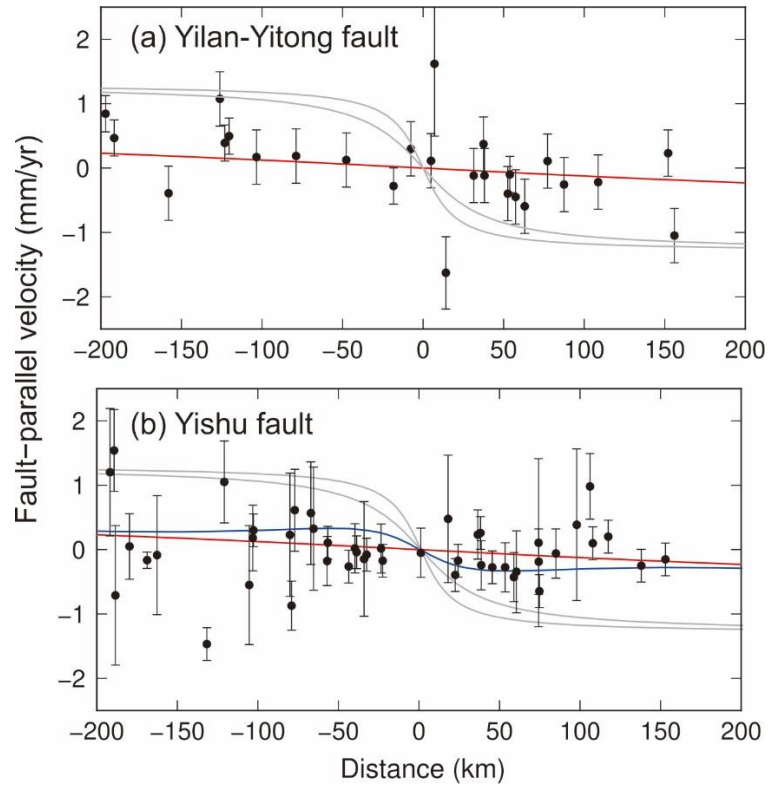 (a) Yilan-Yitong fault
2
1
0
−1
−2
−200 −150 −100 −50 0 50 100 150 200
Fault−parallel velocity (mm/yr)
(b) Yishu fault
2
1
0
−1
−2
−200 −150 −100 −50 0 50 100 150 200
Distance (km)